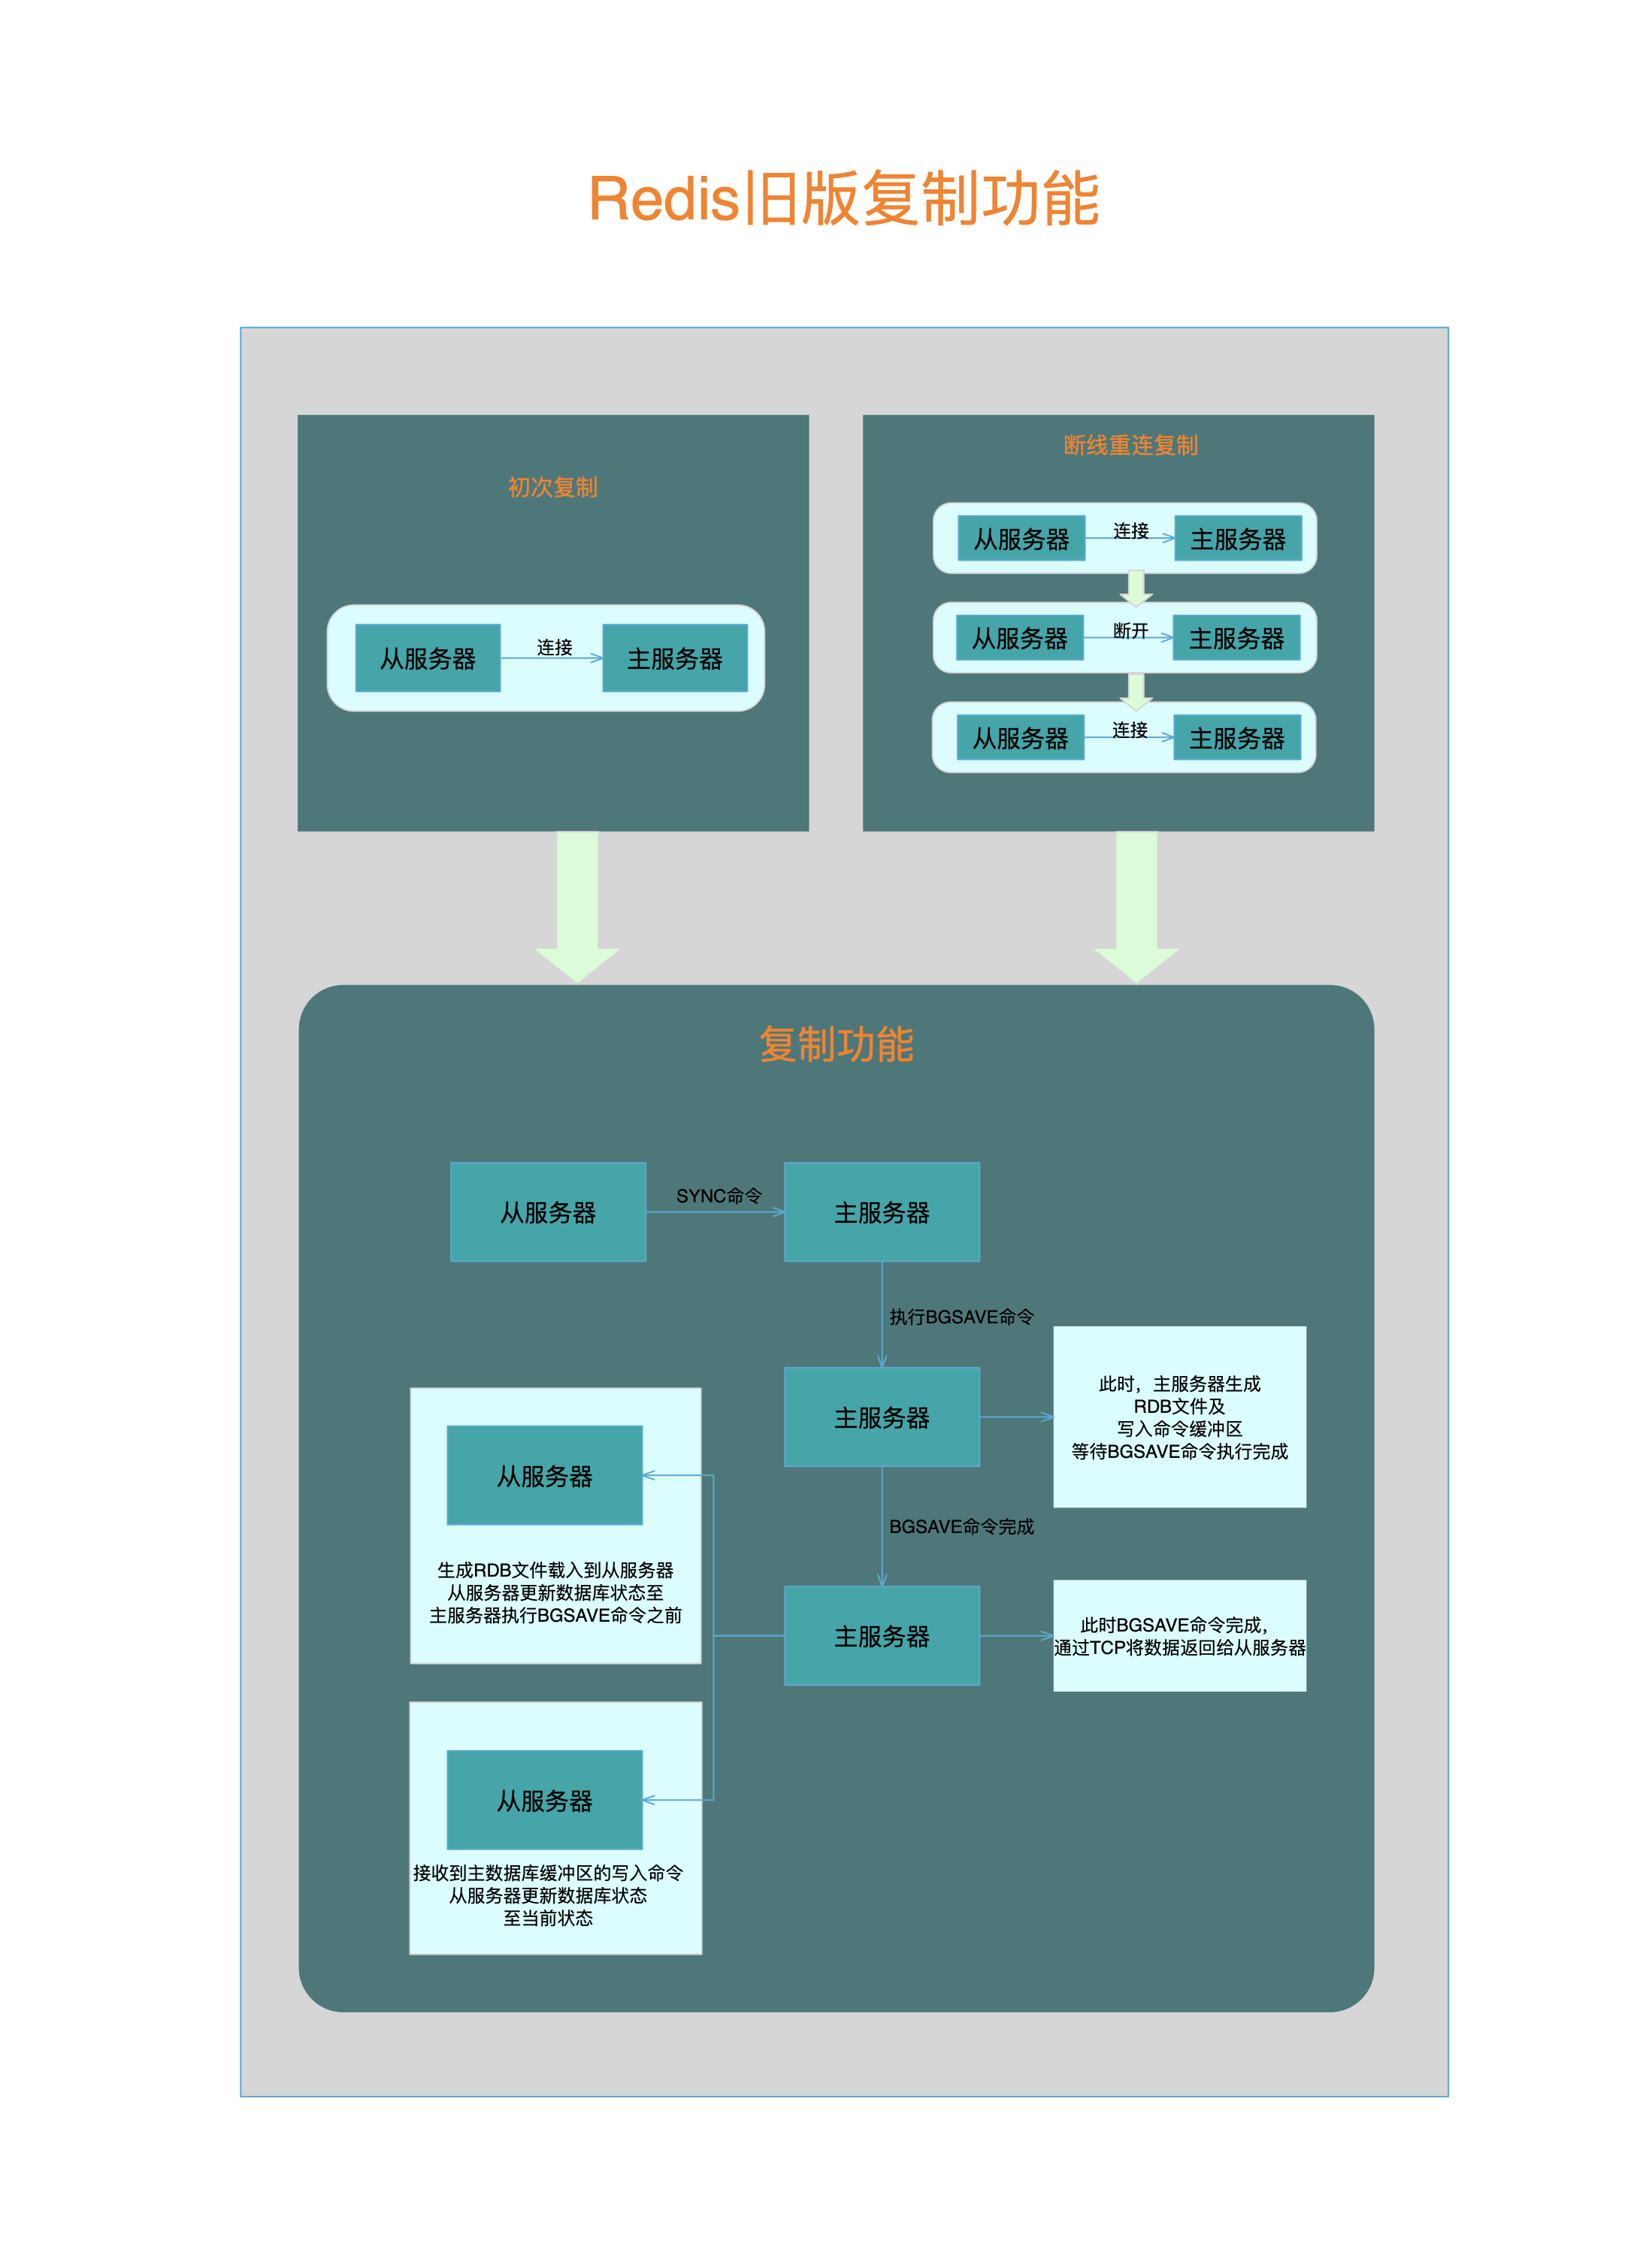 Redis旧版复制功能
初次复制
从服务器
连接
主服务器
断线重连复制
从服务器
连接
主服务器
从服务器
断开
主服务器
从服务器
连接
主服务器
复制功能
从服务器
SYNC命令
主服务器
执行BGSAVE命令
主服务器
此时，主服务器生成
RDB文件及
写入命令缓冲区
等待BGSAVE命令执行完成
从服务器
生成RDB文件载入到从服务器
从服务器更新数据库状态至
主服务器执行BGSAVE命令之前
BGSAVE命令完成
主服务器
此时BGSAVE命令完成，
通过TCP将数据返回给从服务器
从服务器
接收到主数据库缓冲区的写入命令
从服务器更新数据库状态
至当前状态